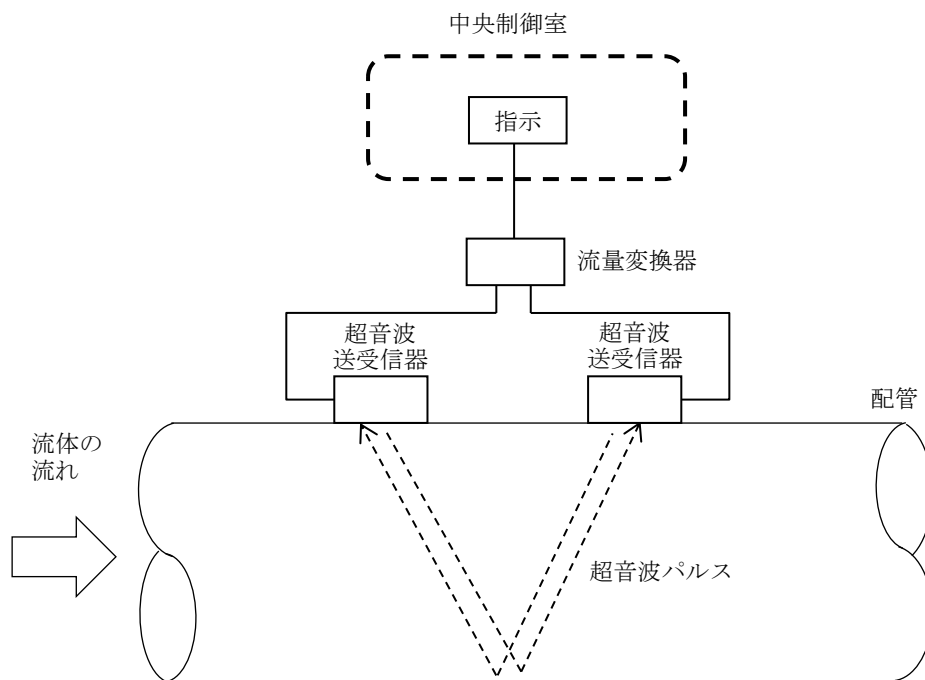 中央制御室
指示
流量変換器
超音波
送受信器
超音波
送受信器
配管
流体の
流れ
超音波パルス